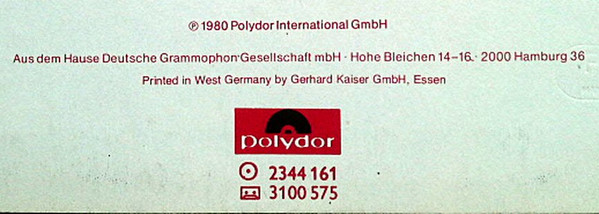 ℗ 1980 Polydor International GmbH
Aus dem Hause Deutsche Grammophon Gesellschaft mbH · Hohe Bleichen 14–16. · 2000 Hamburg 36
Printed in West Germany by Gerhard Kaiser GmbH, Essen
polydor
2344 161
3100 575